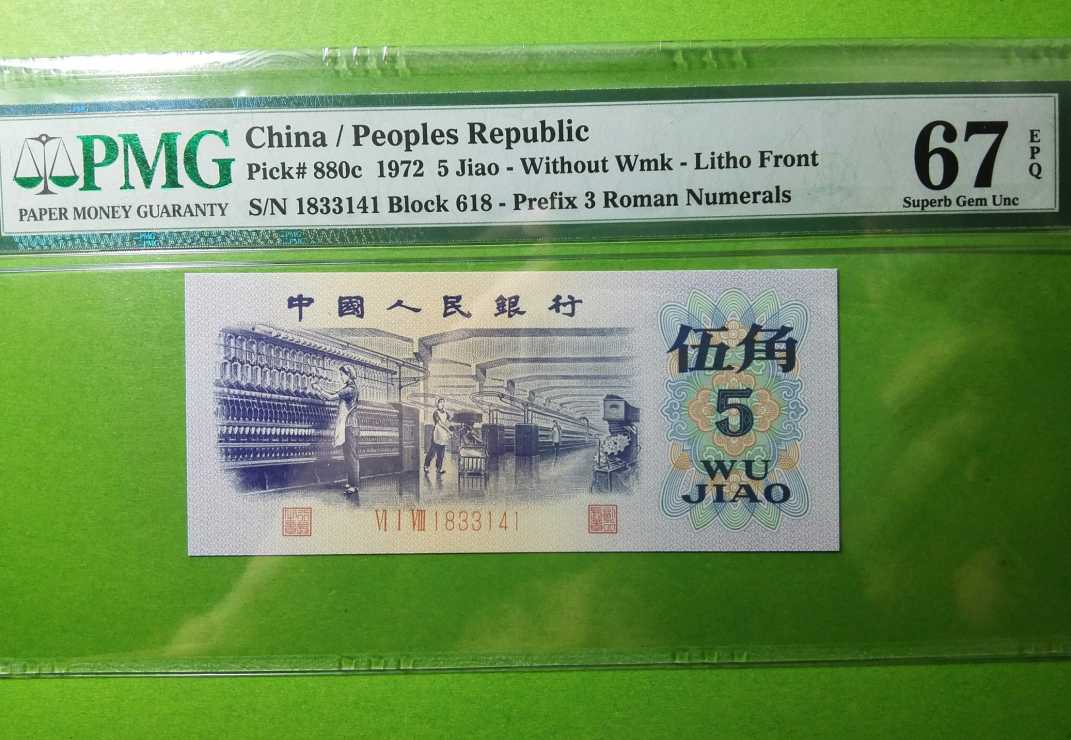 PMG
PAPER MONEY GUARANTY
China / Peoples Republic
Pick# 880c 1972 5 Jiao - Without Wmk - Litho Front
S/N 1833141 Block 618 - Prefix 3 Roman Numerals
67
EPQ
Superb Gem Unc
中國人民銀行
伍角
5
WU
JIAO
VI I VIII 1833141